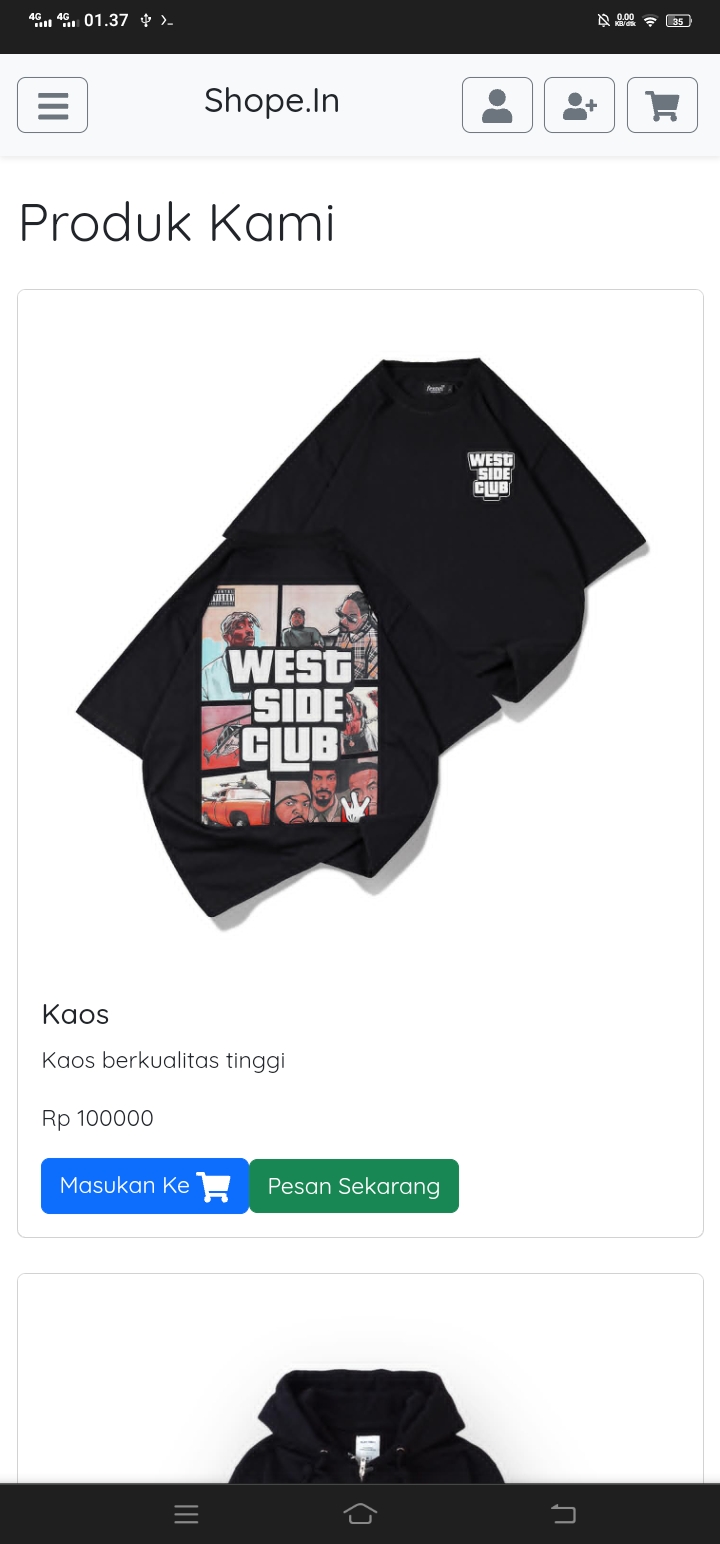 4G 4G 01.37 0.00 KB/dtk 35
Shope.In
Produk Kami
WEST
SIDE
CLUB
WEST
SIDE
CLUB
Kaos
Kaos berkualitas tinggi
Rp 100000
Masukan Ke Pesan Sekarang